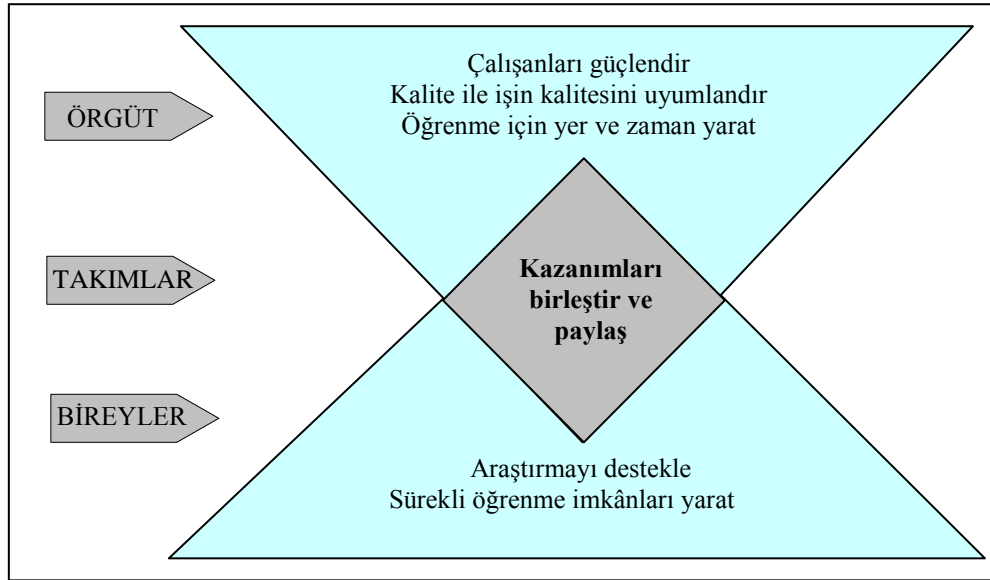 Çalışanları güçlendir
Kalite ile işin kalitesini uyumlandır
Öğrenme için yer ve zaman yarat
ÖRGÜT
Kazanımları
birleştir ve
paylaş
TAKIMLAR
BİREYLER
Araştırmayı destekle
Sürekli öğrenme imkânları yarat